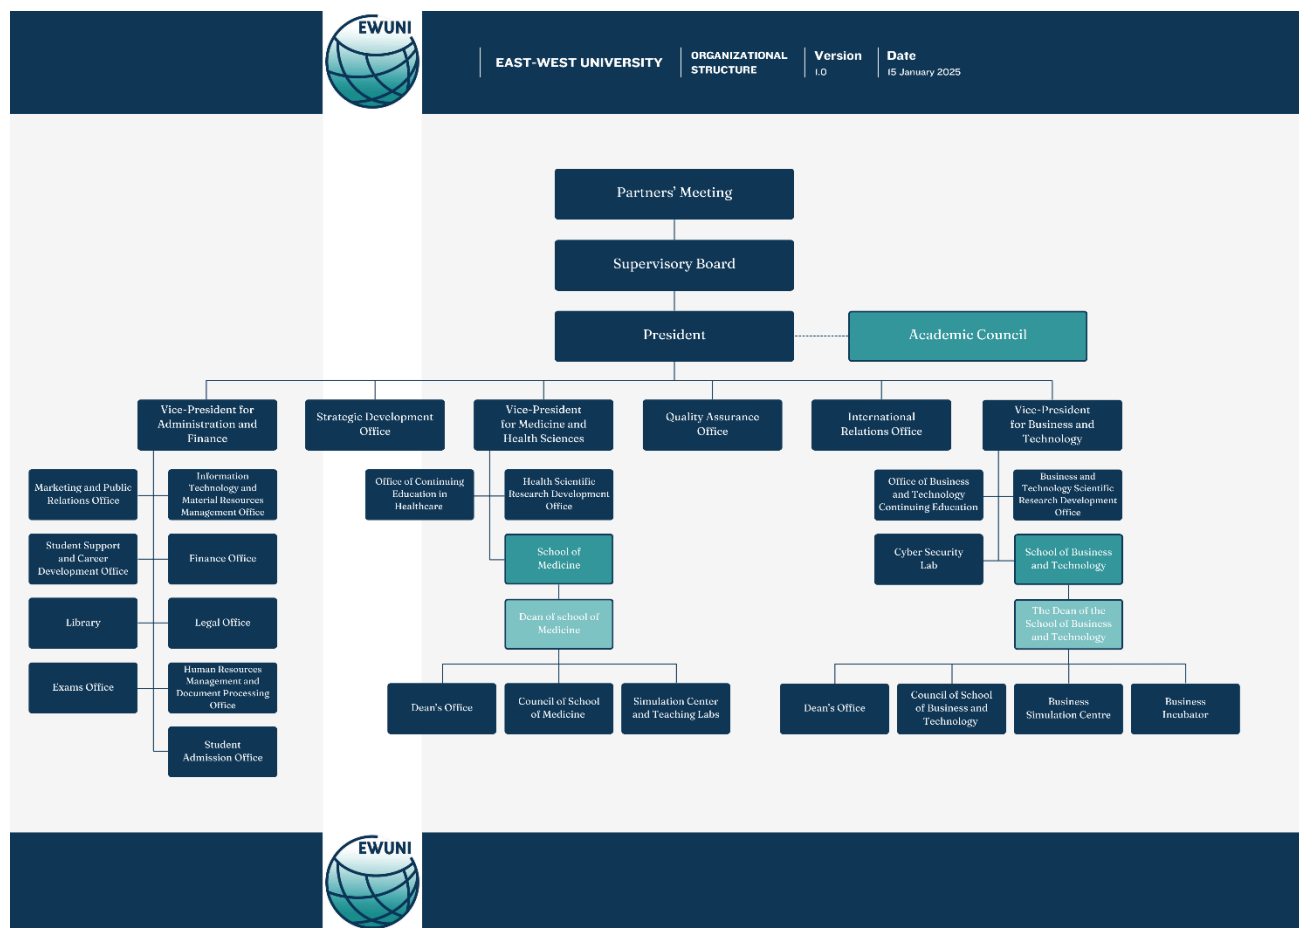 EWUNI
EAST-WEST UNIVERSITY
ORGANIZATIONAL
STRUCTURE
Version
1.0
Date
15 January 2025
Partners' Meeting
Supervisory Board
President
Academic Council
Vice-President for
Administration and
Finance
Strategic Development
Office
Vice-President
for Medicine and
Health Sciences
Quality Assurance
Office
International
Relations Office
Vice-President
for Business and
Technology
Marketing and Public
Relations Office
Information
Technology and
Material Resources
Management Office
Student Support
and Career
Development Office
Finance Office
Library
Legal Office
Exams Office
Human Resources
Management and
Document Processing
Office
Student
Admission Office
Office of Continuing
Education in
Healthcare
Health Scientific
Research Development
Office
School of
Medicine
Dean of school of
Medicine
Dean's Office
Council of School
of Medicine
Simulation Center
and Teaching Labs
Office of Business
and Technology
Continuing Education
Business and
Technology Scientific
Research Development
Office
Cyber Security
Lab
School of Business
and Technology
The Dean of the
School of Business
and Technology
Dean's Office
Council of School
of Business and
Technology
Business
Simulation Centre
Business
Incubator
EWUNI